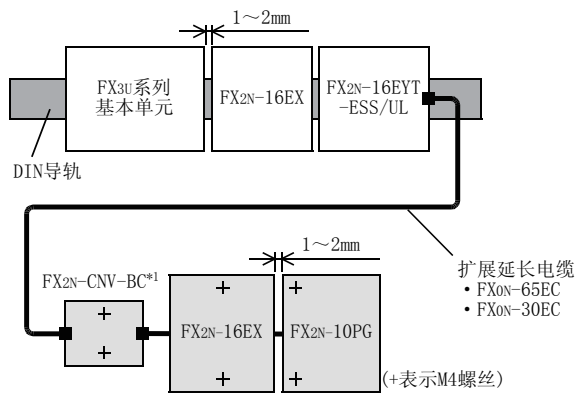 1～2mm
FX3U系列
基本单元
FX2N-16EX
FX2N-16EYT
-ESS/UL
DIN导轨
1～2mm
扩展延长电缆
・FX0N-65EC
・FX0N-30EC
FX2N-CNV-BC*1
FX2N-16EX
FX2N-10PG
(+表示M4螺丝)